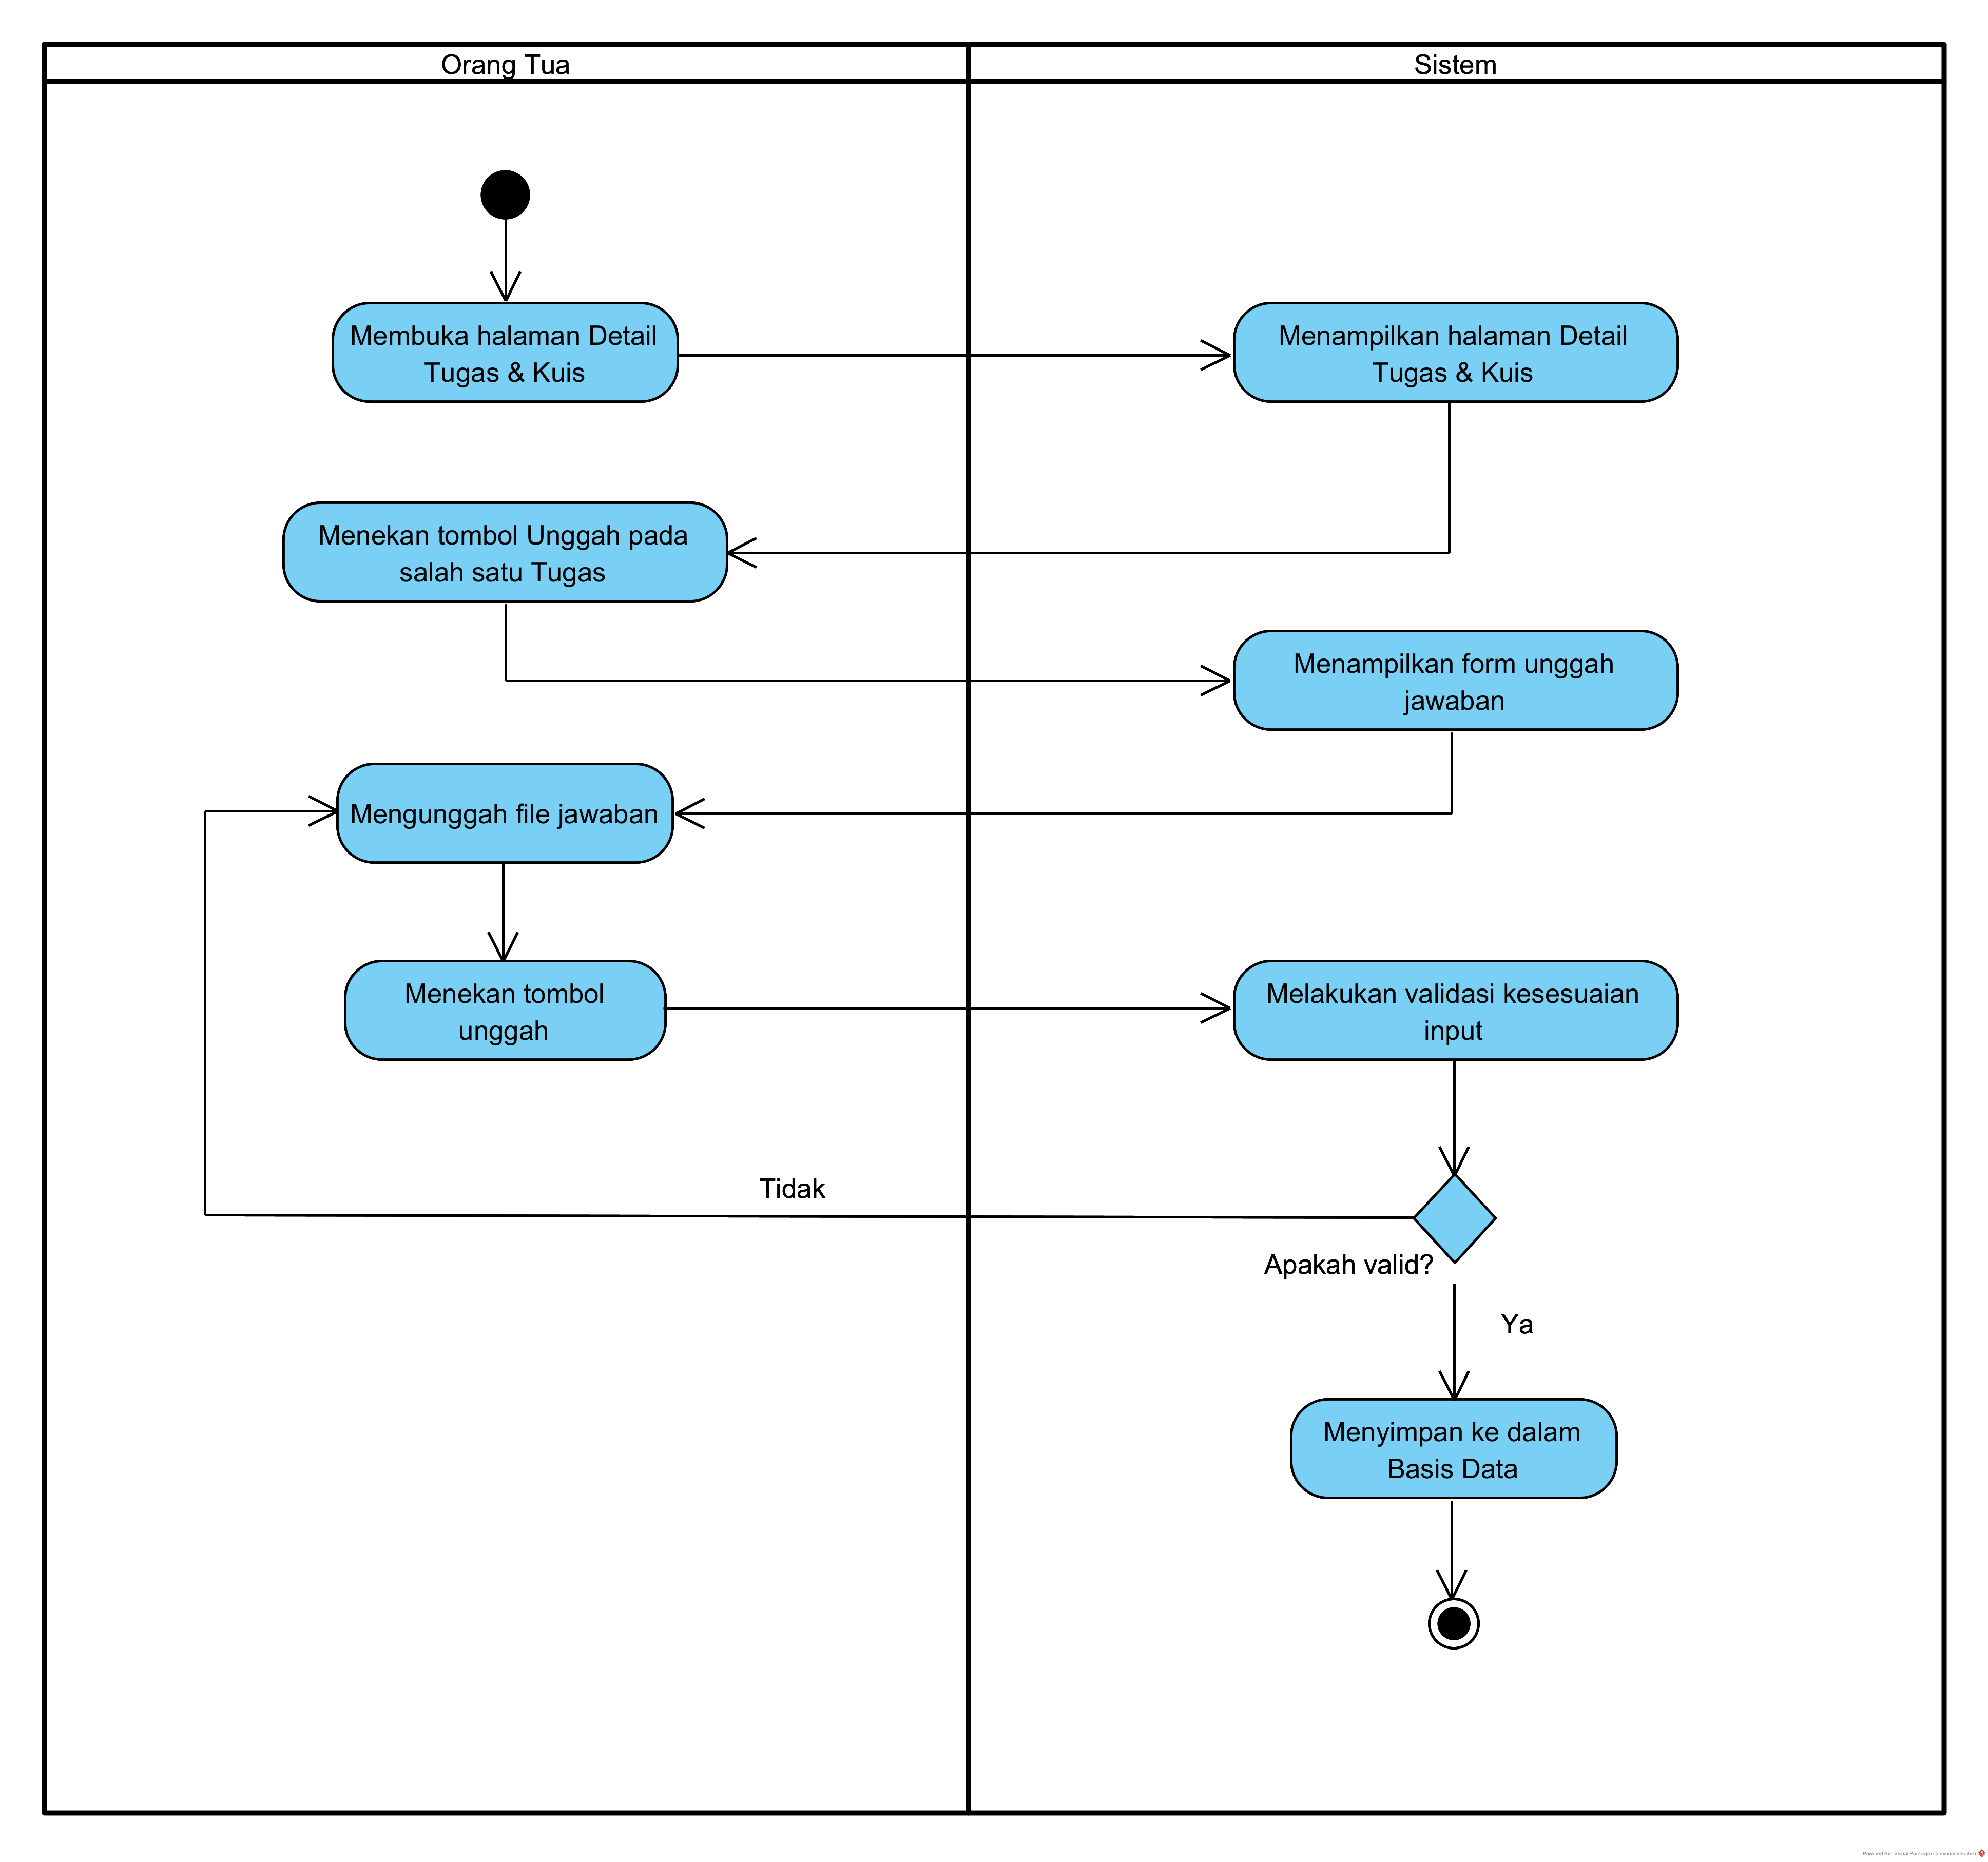 Orang Tua
Sistem
Membuka halaman Detail
Tugas & Kuis
Menampilkan halaman Detail
Tugas & Kuis
Menekan tombol Unggah pada
salah satu Tugas
Menampilkan form unggah
jawaban
Mengunggah file jawaban
Menekan tombol
unggah
Melakukan validasi kesesuaian
input
Tidak
Apakah valid?
Ya
Menyimpan ke dalam
Basis Data
Powered By: Visual Paradigm Community Edition